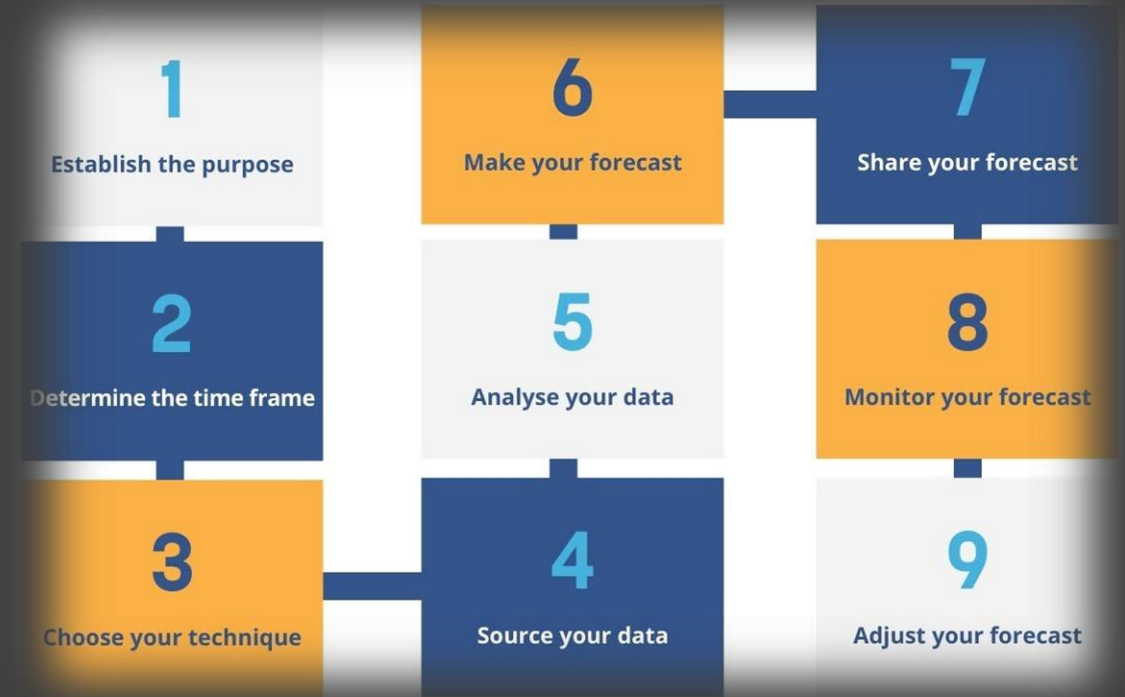 1
Establish the purpose
2
Determine the time frame
3
Choose your technique
4
Source your data
5
Analyse your data
6
Make your forecast
7
Share your forecast
8
Monitor your forecast
9
Adjust your forecast